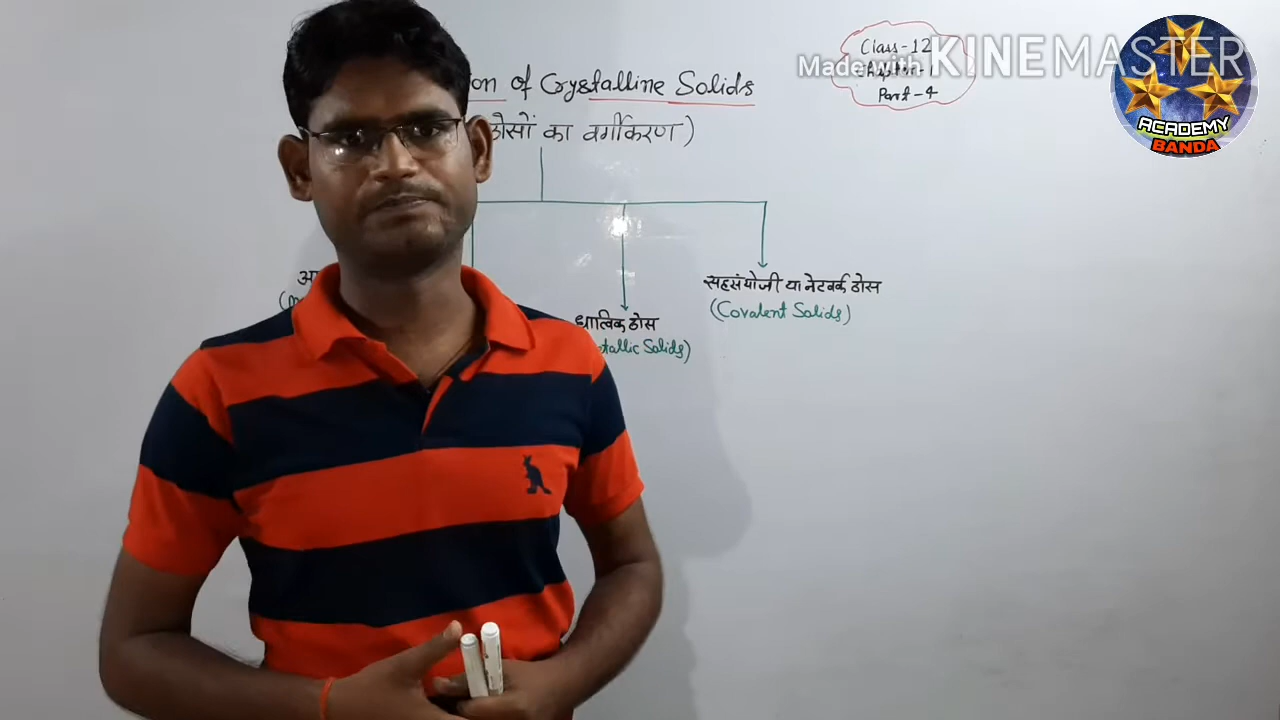 ion of Crystalline Solids
ठोसों का वर्गीकरण)
Class-12
Part-4
Made with KINEMASTER
ACADEMY
BANDA
सहसंयोजी या नेटवर्क ठोस
(Covalent Solids)
धात्विक ठोस
tallic Solids)